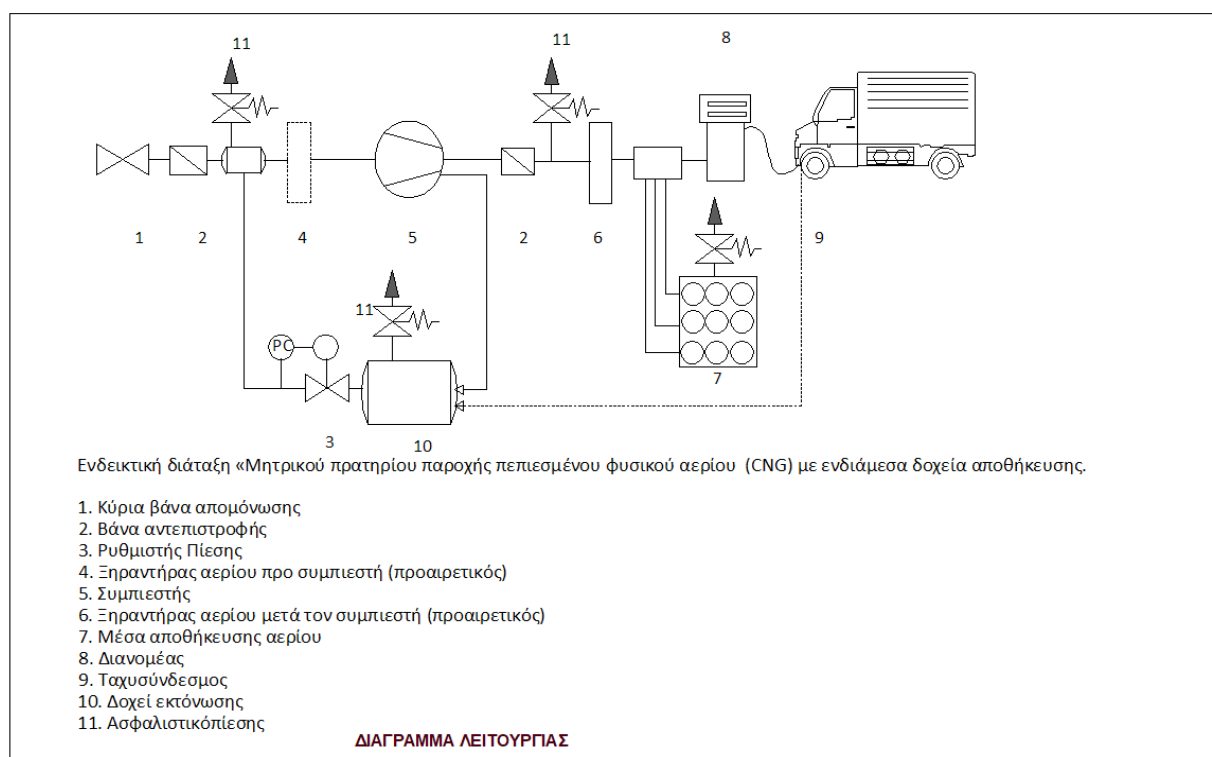 11
11
8
1
2
4
5
2
6
9
11
PC
7
3
10
Ενδεικτική διάταξη «Μητρικού πρατηρίου παροχής πεπιεσμένου φυσικού αερίου (CNG) με ενδιάμεσα δοχεία αποθήκευσης.
1. Κύρια βάνα απομόνωσης
2. Βάνα αντεπιστροφής
3. Ρυθμιστής Πίεσης
4. Ξηραντήρας αερίου προ συμπιεστή (προαιρετικός)
5. Συμπιεστής
6. Ξηραντήρας αερίου μετά τον συμπιεστή (προαιρετικός)
7. Μέσα αποθήκευσης αερίου
8. Διανομέας
9. Ταχυσύνδεσμος
10. Δοχεί εκτόνωσης
11. Ασφαλιστικόπίεσης
ΔΙΑΓΡΑΜΜΑ ΛΕΙΤΟΥΡΓΙΑΣ